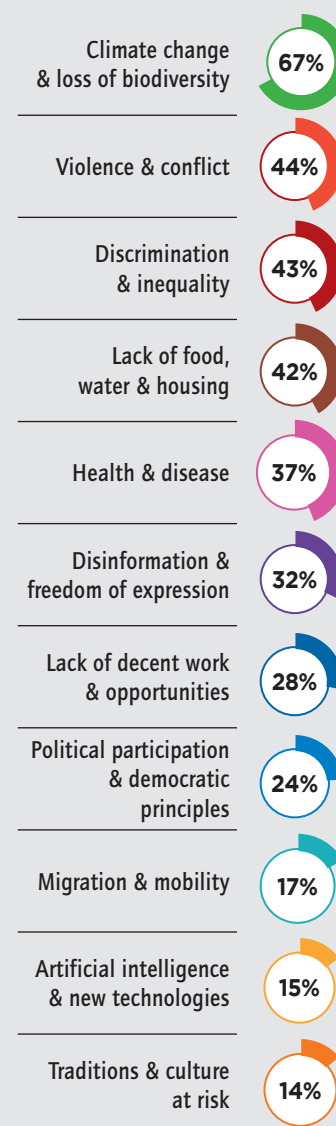 Climate change
& loss of biodiversity
67%
Violence & conflict
44%
Discrimination
& inequality
43%
Lack of food,
water & housing
42%
Health & disease
37%
Disinformation &
freedom of expression
32%
Lack of decent work
& opportunities
28%
Political participation
& democratic
principles
24%
Migration & mobility
17%
Artificial intelligence
& new technologies
15%
Traditions & culture
at risk
14%